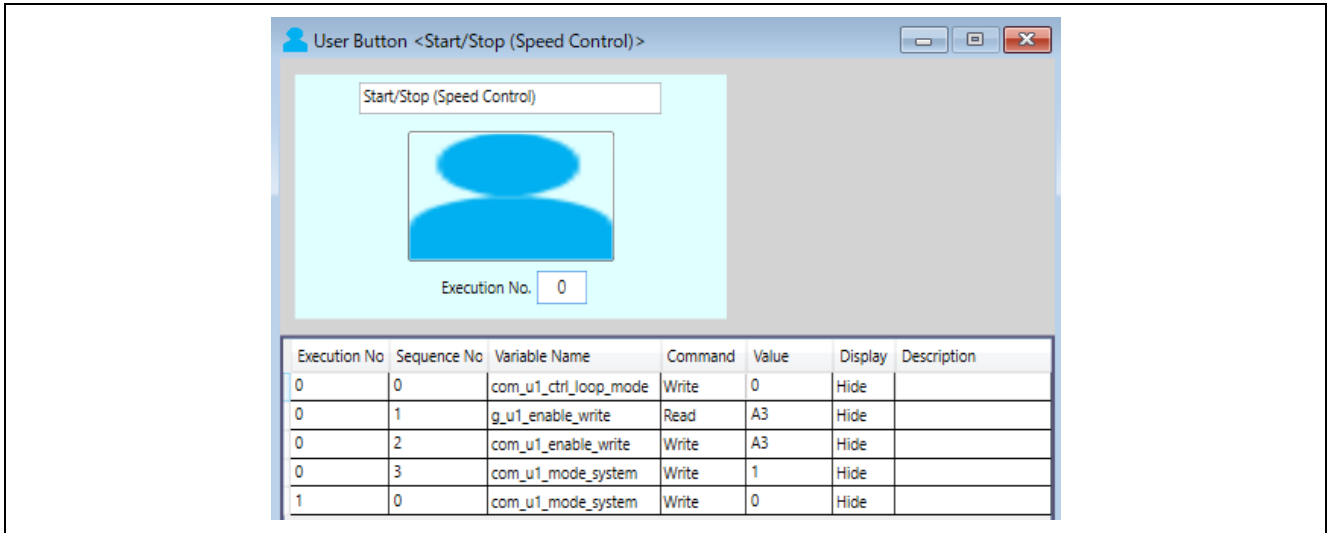 User Button <Start/Stop (Speed Control)>
Start/Stop (Speed Control)
Execution No. 0
Execution No Sequence No Variable Name Command Value Display Description
0 0 com_u1_ctrl_loop_mode Write 0 Hide
0 1 g_u1_enable_write Read A3 Hide
0 2 com_u1_enable_write Write A3 Hide
0 3 com_u1_mode_system Write 1 Hide
1 0 com_u1_mode_system Write 0 Hide